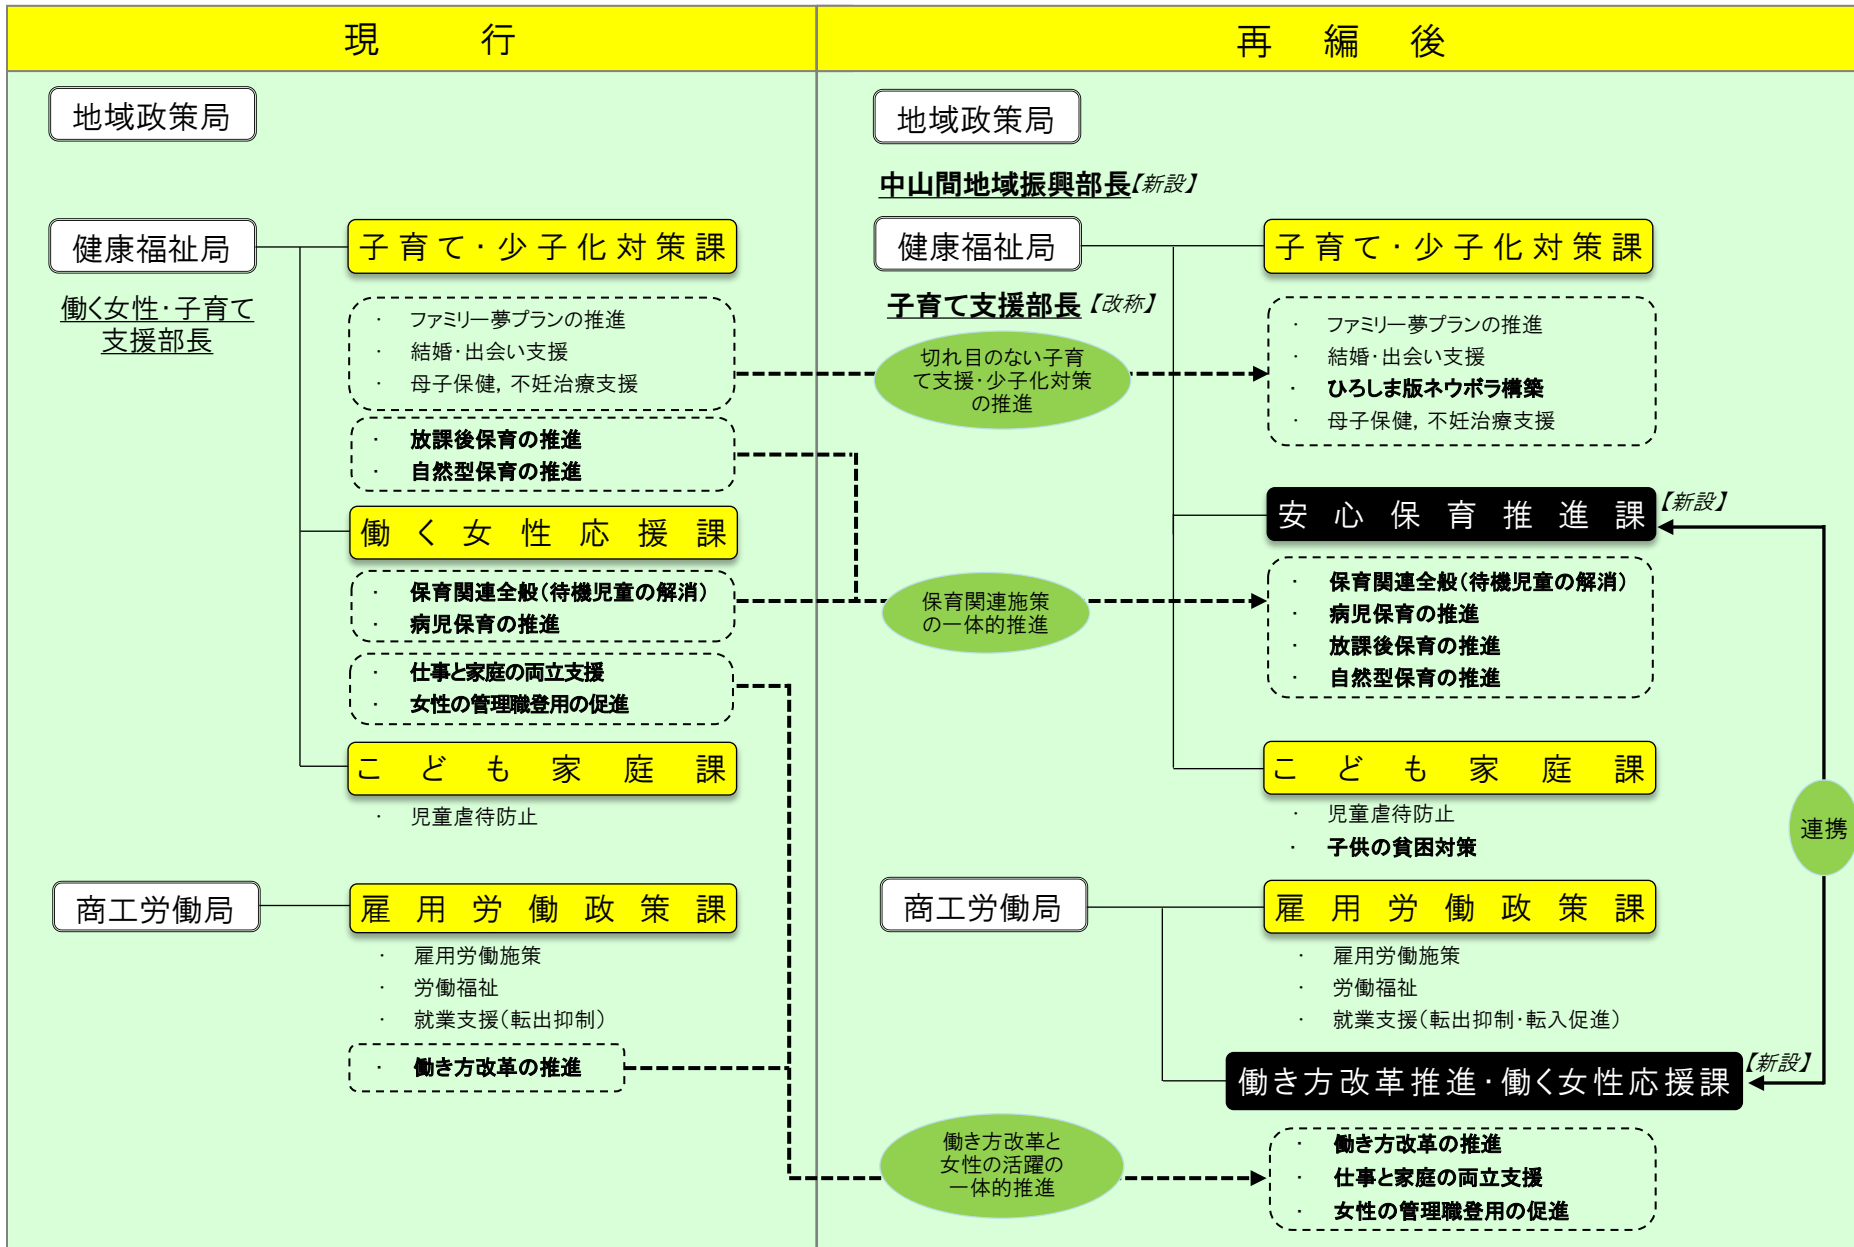 現行
地域政策局
健康福祉局
働く女性・子育て
支援部長
子育て・少子化対策課
・ ファミリー夢プランの推進
・ 結婚・出会い支援
・ 母子保健, 不妊治療支援
・ 放課後保育の推進
・ 自然型保育の推進
働く女性応援課
・ 保育関連全般(待機児童の解消)
・ 病児保育の推進
・ 仕事と家庭の両立支援
・ 女性の管理職登用の促進
こども家庭課
・ 児童虐待防止
商工労働局
雇用労働政策課
・ 雇用労働施策
・ 労働福祉
・ 就業支援(転出抑制)
・ 働き方改革の推進
再編後
地域政策局
中山間地域振興部長【新設】
健康福祉局
子育て支援部長【改称】
切れ目のない子育
て支援・少子化対策
の推進
子育て・少子化対策課
・ ファミリー夢プランの推進
・ 結婚・出会い支援
・ ひろしま版ネウボラ構築
・ 母子保健, 不妊治療支援
安心保育推進課【新設】
保育関連施策
の一体的推進
・ 保育関連全般(待機児童の解消)
・ 病児保育の推進
・ 放課後保育の推進
・ 自然型保育の推進
こども家庭課
・ 児童虐待防止
・ 子供の貧困対策
連携
商工労働局
雇用労働政策課
・ 雇用労働施策
・ 労働福祉
・ 就業支援(転出抑制・転入促進)
働き方改革推進・働く女性応援課【新設】
働き方改革と
女性の活躍の
一体的推進
・ 働き方改革の推進
・ 仕事と家庭の両立支援
・ 女性の管理職登用の促進